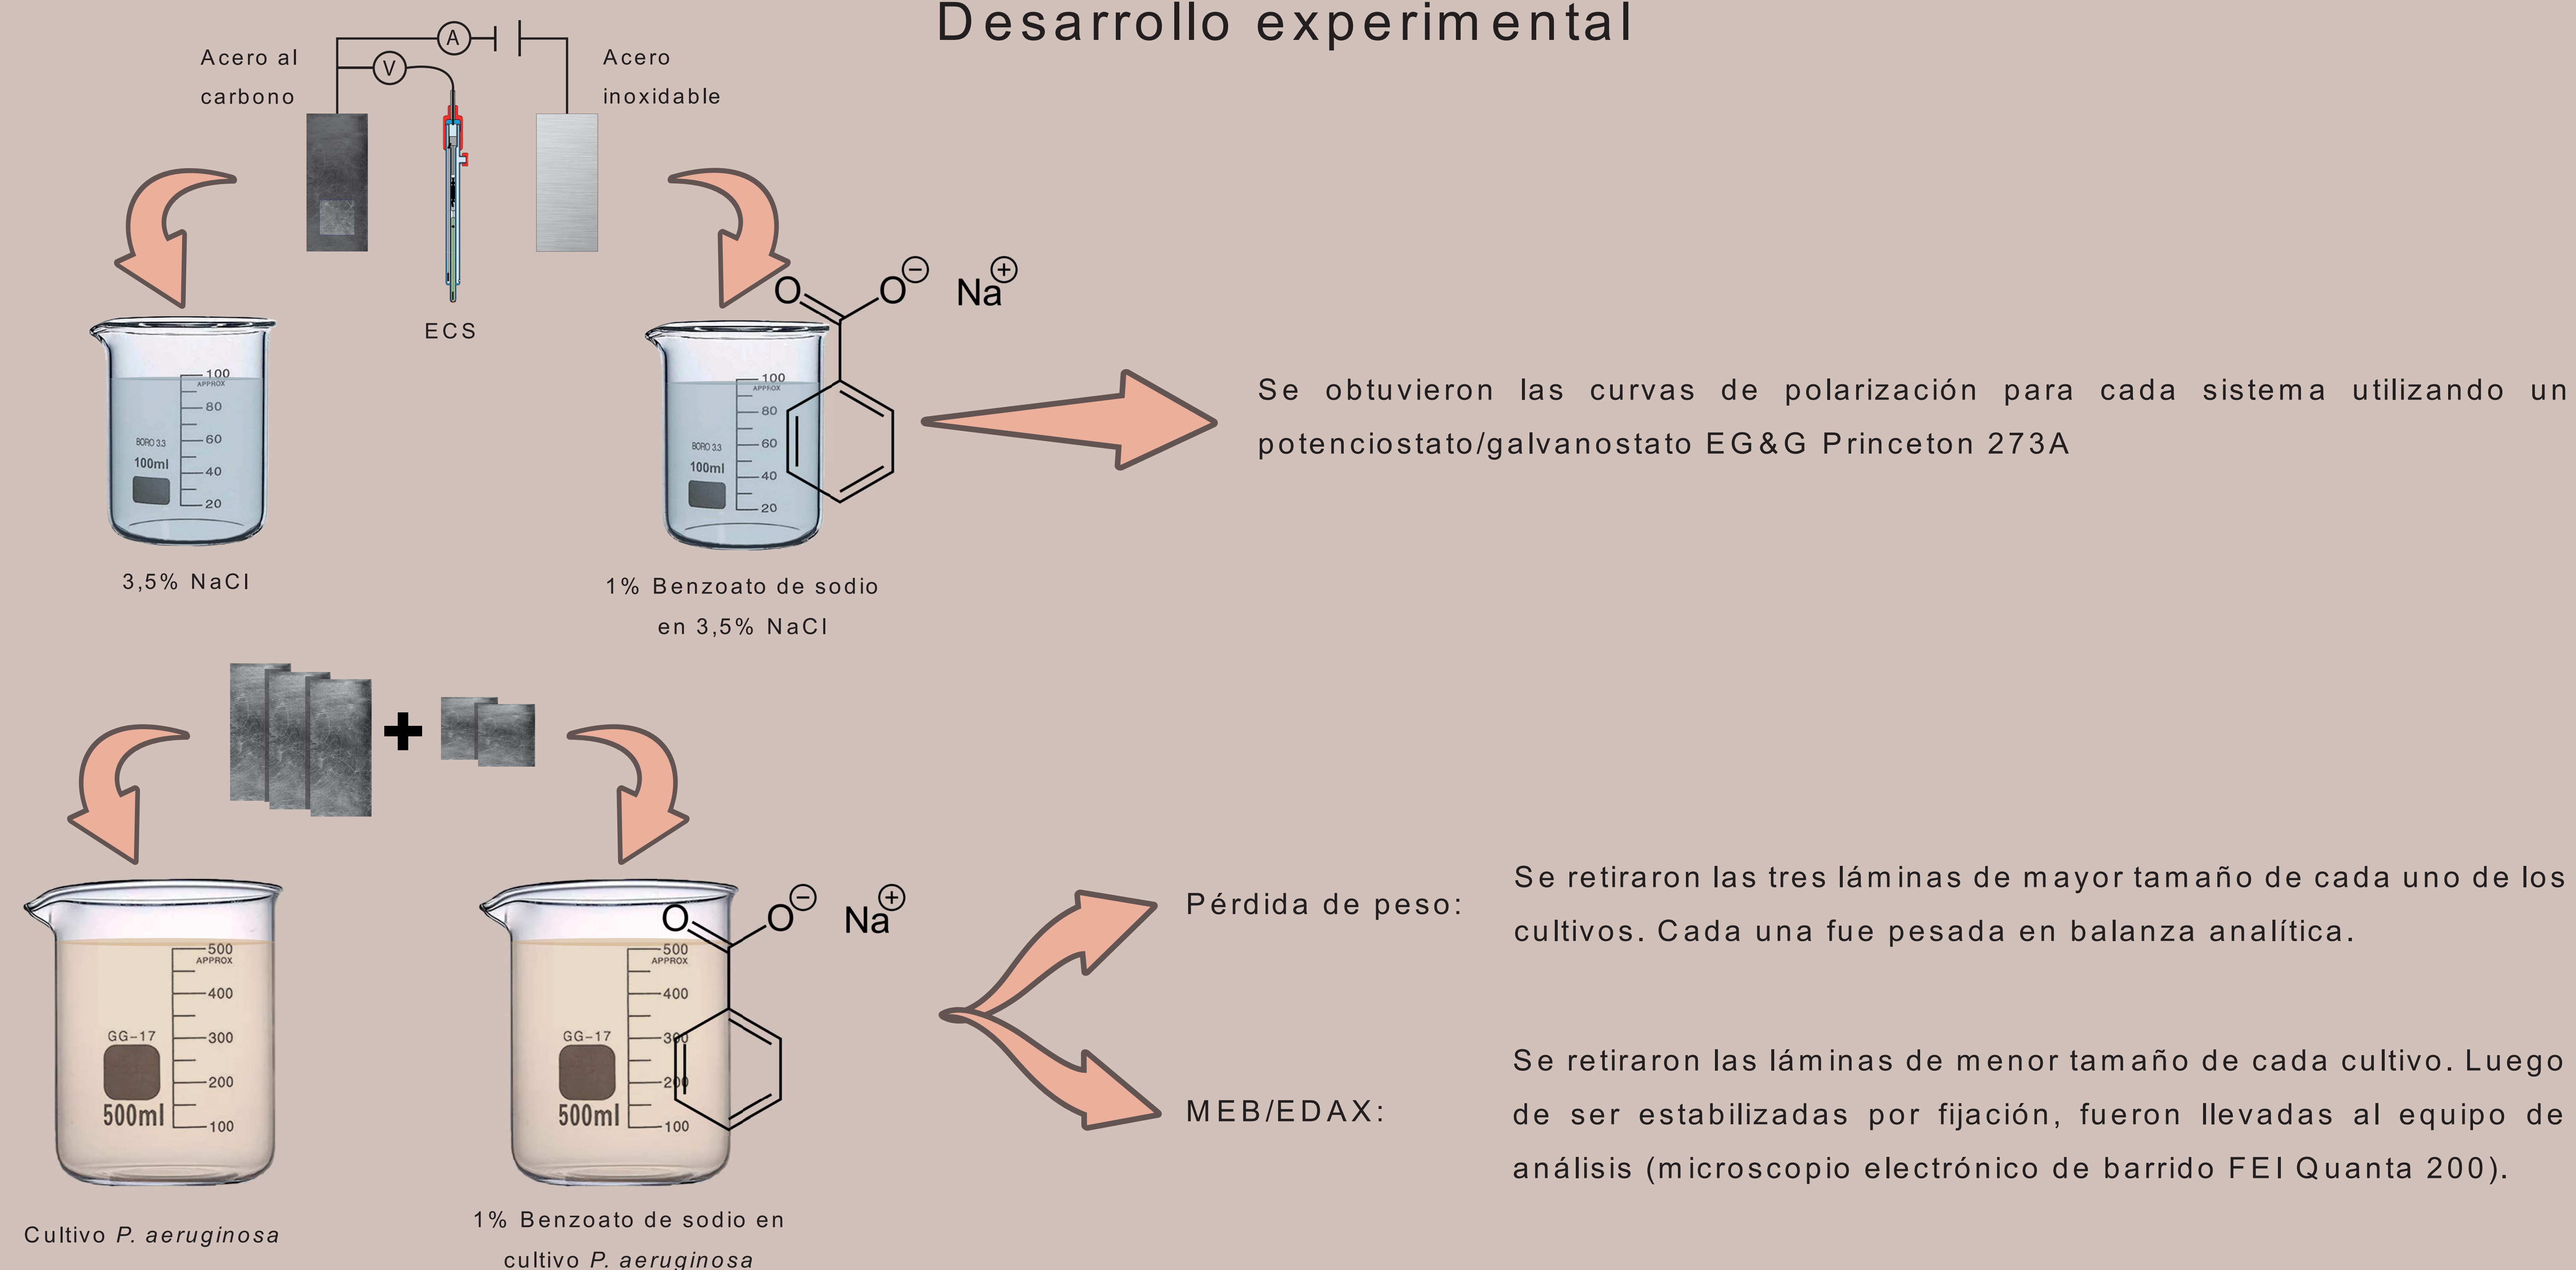 Desarrollo experimental
A
V
Acero al
carbono
Acero
inoxidable
ECS
O
O
−
Na
+
100
APPROX
80
60
40
20
BORO 3.3
100ml
100
APPROX
80
60
40
20
BORO 3.3
100ml
3,5% NaCl
1% Benzoato de sodio
en 3,5% NaCl
Se obtuvieron las curvas de polarización para cada sistema utilizando un
potenciostato/galvanostato EG&G Princeton 273A
+
500
APPROX
400
300
200
100
GG-17
500ml
O
O
−
Na
+
500
APPROX
400
300
200
100
GG-17
500ml
Cultivo P. aeruginosa
1% Benzoato de sodio en
cultivo P. aeruginosa
Pérdida de peso:
Se retiraron las tres láminas de mayor tamaño de cada uno de los
cultivos. Cada una fue pesada en balanza analítica.
MEB/EDAX:
Se retiraron las láminas de menor tamaño de cada cultivo. Luego
de ser estabilizadas por fijación, fueron llevadas al equipo de
análisis (microscopio electrónico de barrido FEI Quanta 200).